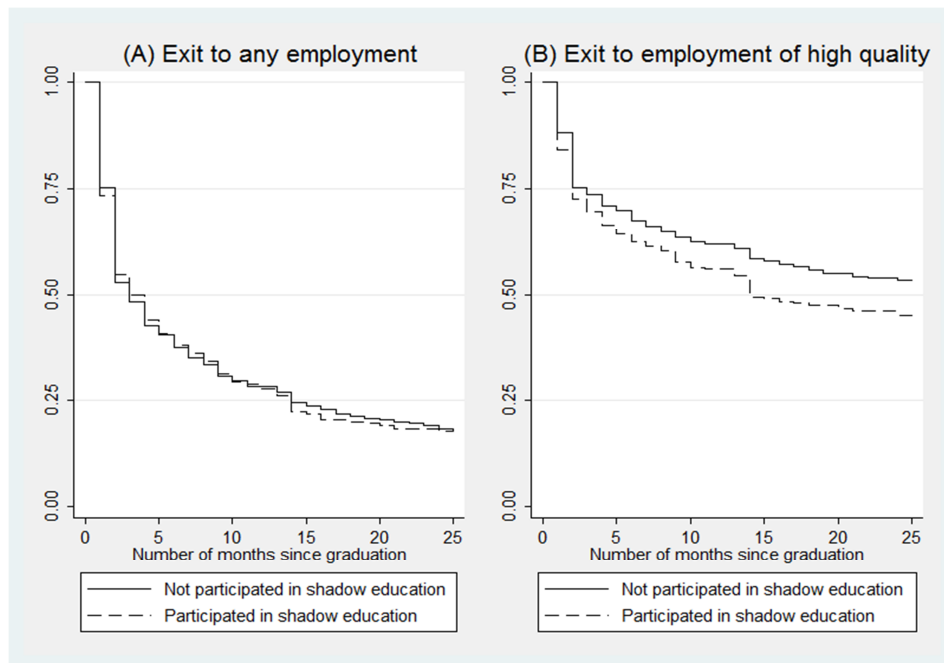 (A) Exit to any employment
1.00
0.75
0.50
0.25
0.00
0 5 10 15 20 25
Number of months since graduation
Not participated in shadow education
Participated in shadow education
(B) Exit to employment of high quality
1.00
0.75
0.50
0.25
0.00
0 5 10 15 20 25
Number of months since graduation
Not participated in shadow education
Participated in shadow education